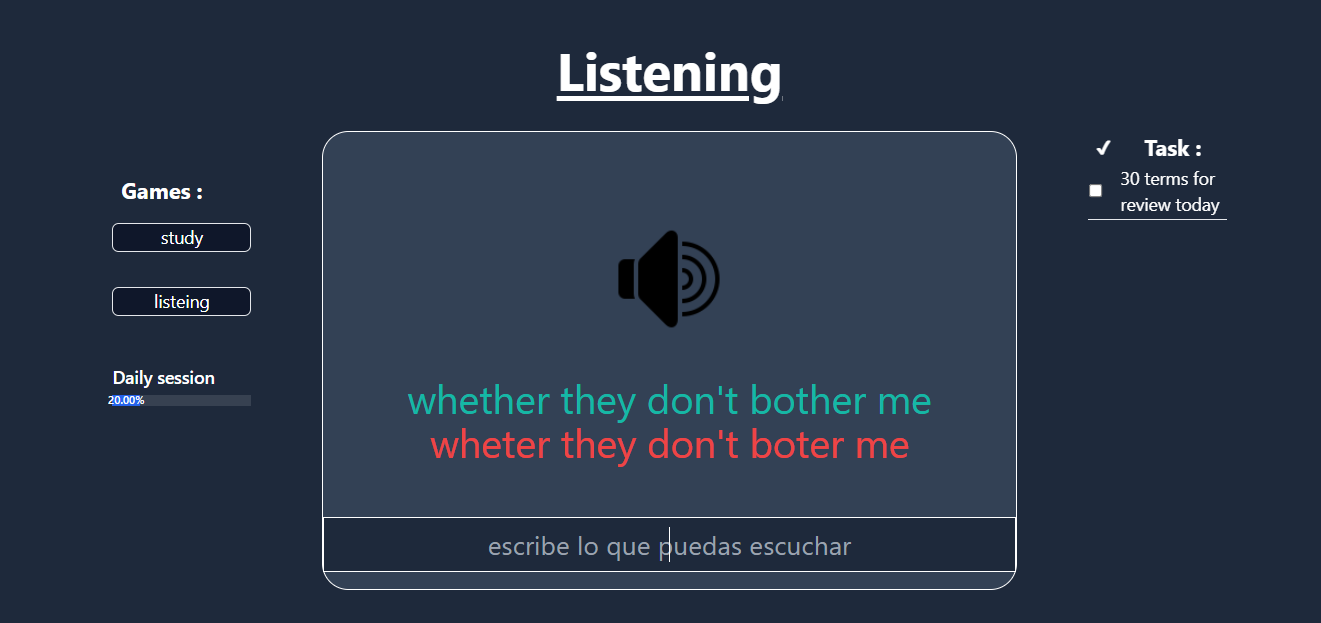 Listening
Games :
study
listeing
Daily session
20.00%
whether they don't bother me
wheter they don't boter me
escribe lo que puedas escuchar
✔ Task :
30 terms for
review today